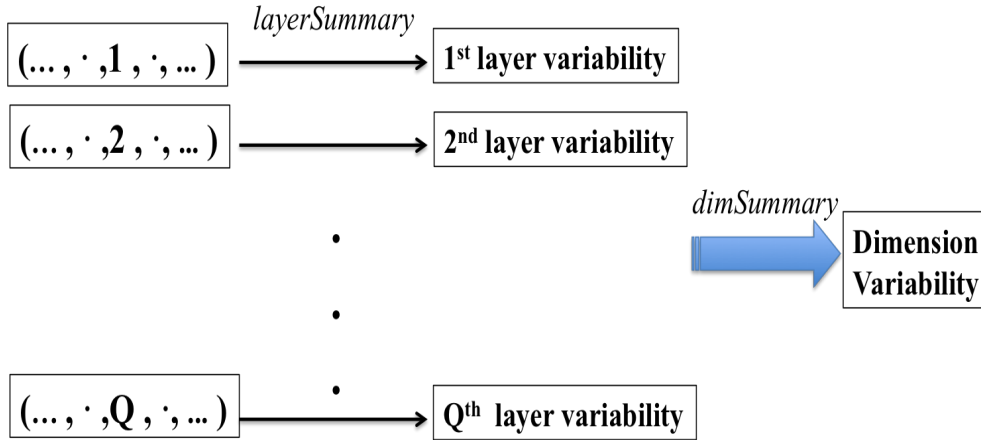 layerSummary
(... , · ,1 , ·, ... )
1st layer variability
(... , · ,2 , ·, ... )
2nd layer variability
dimSummary
Dimension
Variability
(... , · ,Q , ·, ... )
Qth layer variability